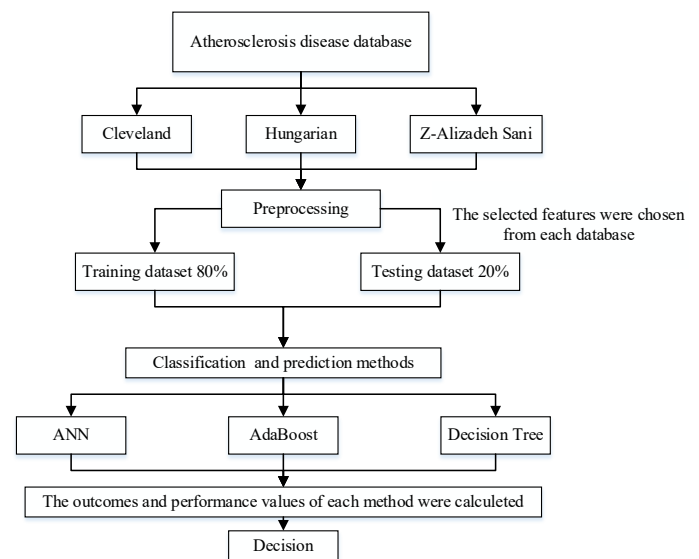 Atherosclerosis disease database
Cleveland
Hungarian
Z-Alizadeh Sani
Preprocessing
The selected features were chosen
from each database
Training dataset 80%
Testing dataset 20%
Classification and prediction methods
ANN
AdaBoost
Decision Tree
The outcomes and performance values of each method were calculeted
Decision